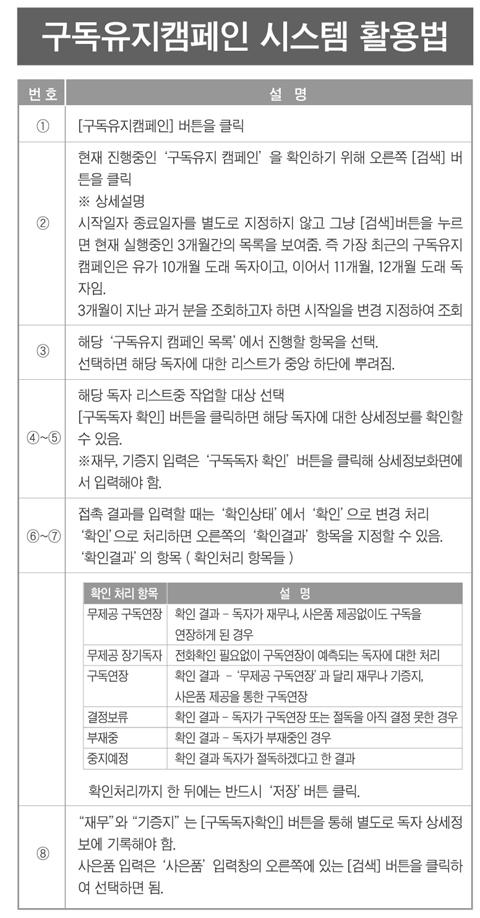 구독유지캠페인 시스템 활용법
번호 설 명
① [구독유지캠페인] 버튼을 클릭
② 현재 진행중인 ‘구독유지 캠페인’ 을 확인하기 위해 오른쪽 [검색] 버
튼을 클릭
※ 상세설명
시작일자 종료일자를 별도로 지정하지 않고 그냥 [검색]버튼을 누르
면 현재 실행중인 3개월간의 목록을 보여줌. 즉 가장 최근의 구독유지
캠페인은 유가 10개월 도래 독자이고, 이어서 11개월, 12개월 도래 독
자임.
3개월이 지난 과거 분을 조회하고자 하면 시작일을 변경 지정하여 조회
③ 해당 ‘구독유지 캠페인 목록’에서 진행할 항목을 선택.
선택하면 해당 독자에 대한 리스트가 중앙 하단에 뿌려짐.
④~⑤ 해당 독자 리스트중 작업할 대상 선택
[구독독자 확인] 버튼을 클릭하면 해당 독자에 대한 상세정보를 확인할
수 있음.
※재무, 기증지 입력은 ‘구독독자 확인’ 버튼을 클릭해 상세정보화면에
서 입력해야 함.
⑥~⑦ 접촉 결과를 입력할 때는 ‘확인상태’에서 ‘확인’으로 변경 처리
‘확인’으로 처리하면 오른쪽의 ‘확인결과’ 항목을 지정할 수 있음.
‘확인결과’의 항목 ( 확인처리 항목들 )
확인 처리 항목 설 명
무제공 구독연장 확인 결과 – 독자가 재무나, 사은품 제공없이도 구독을
연장하게 된 경우
무제공 장기독자 전화확인 필요없이 구독연장이 예측되는 독자에 대한 처리
구독연장 확인 결과 – ‘무제공 구독연장’과 달리 재무나 기증지,
사은품 제공을 통한 구독연장
결정보류 확인 결과 – 독자가 구독연장 또는 절독을 아직 결정 못한 경우
부재중 확인 결과 – 독자가 부재중인 경우
중지예정 확인 결과 독자가 절독하겠다고 한 결과
확인처리까지 한 뒤에는 반드시 ‘저장’ 버튼 클릭.
⑧ “재무”와 “기증지” 는 [구독독자확인] 버튼을 통해 별도로 독자 상세정
보에 기록해야 함.
사은품 입력은 ‘사은품’ 입력창의 오른쪽에 있는 [검색] 버튼을 클릭하
여 선택하면 됨.